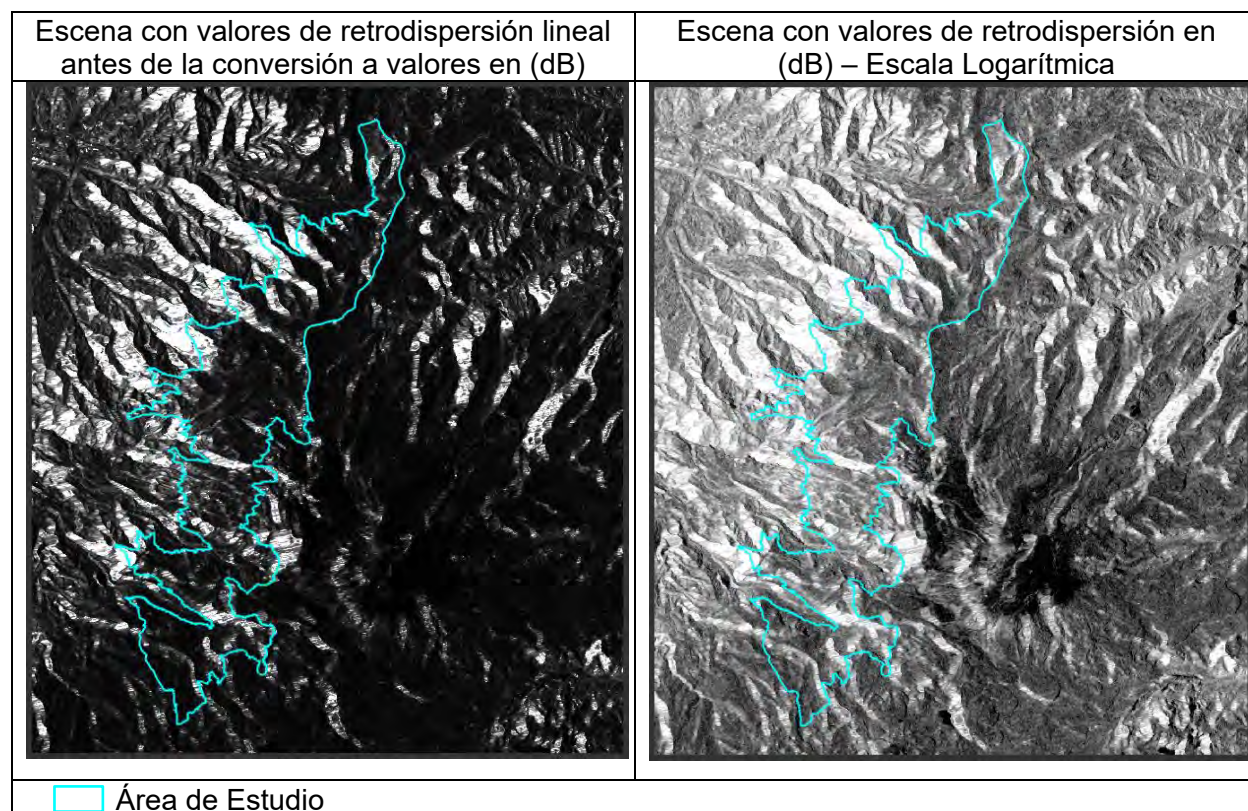 Escena con valores de retrodispersión lineal
antes de la conversión a valores en (dB)
Escena con valores de retrodispersión en
(dB) – Escala Logarítmica
Área de Estudio